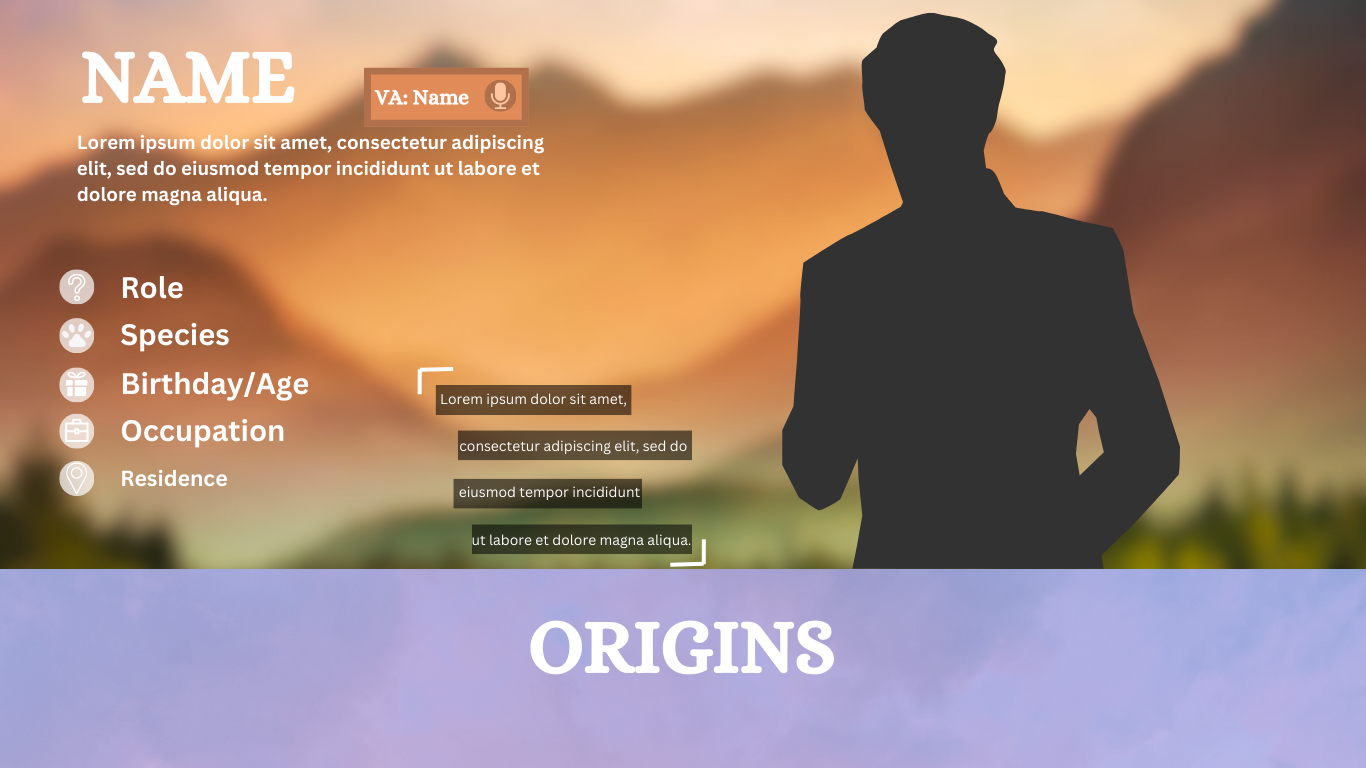 NAME
VA: Name
Lorem ipsum dolor sit amet, consectetur adipiscing
elit, sed do eiusmod tempor incididunt ut labore et
dolore magna aliqua.
Role
Species
Birthday/Age
Occupation
Residence
Lorem ipsum dolor sit amet,
consectetur adipiscing elit, sed do
eiusmod tempor incididunt
ut labore et dolore magna aliqua.
ORIGINS